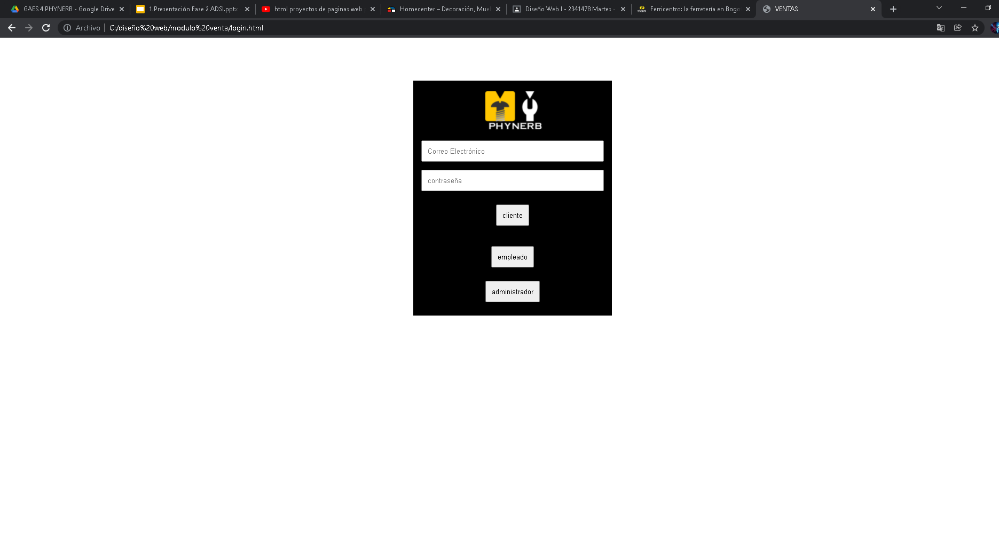 GAES 4 PHYNERB - Google Drive
1.Presentación Fase 2 ADSI.pptx
html proyectos de paginas web
Homecenter – Decoración, Mueb
Diseño Web I - 2341478 Martes -
Ferricentro: la ferretería en Bogo
VENTAS
Archivo
C:/diseño%20web/modulo%20venta/login.html
PHYNERB
Correo Electrónico
contraseña
cliente
empleado
administrador